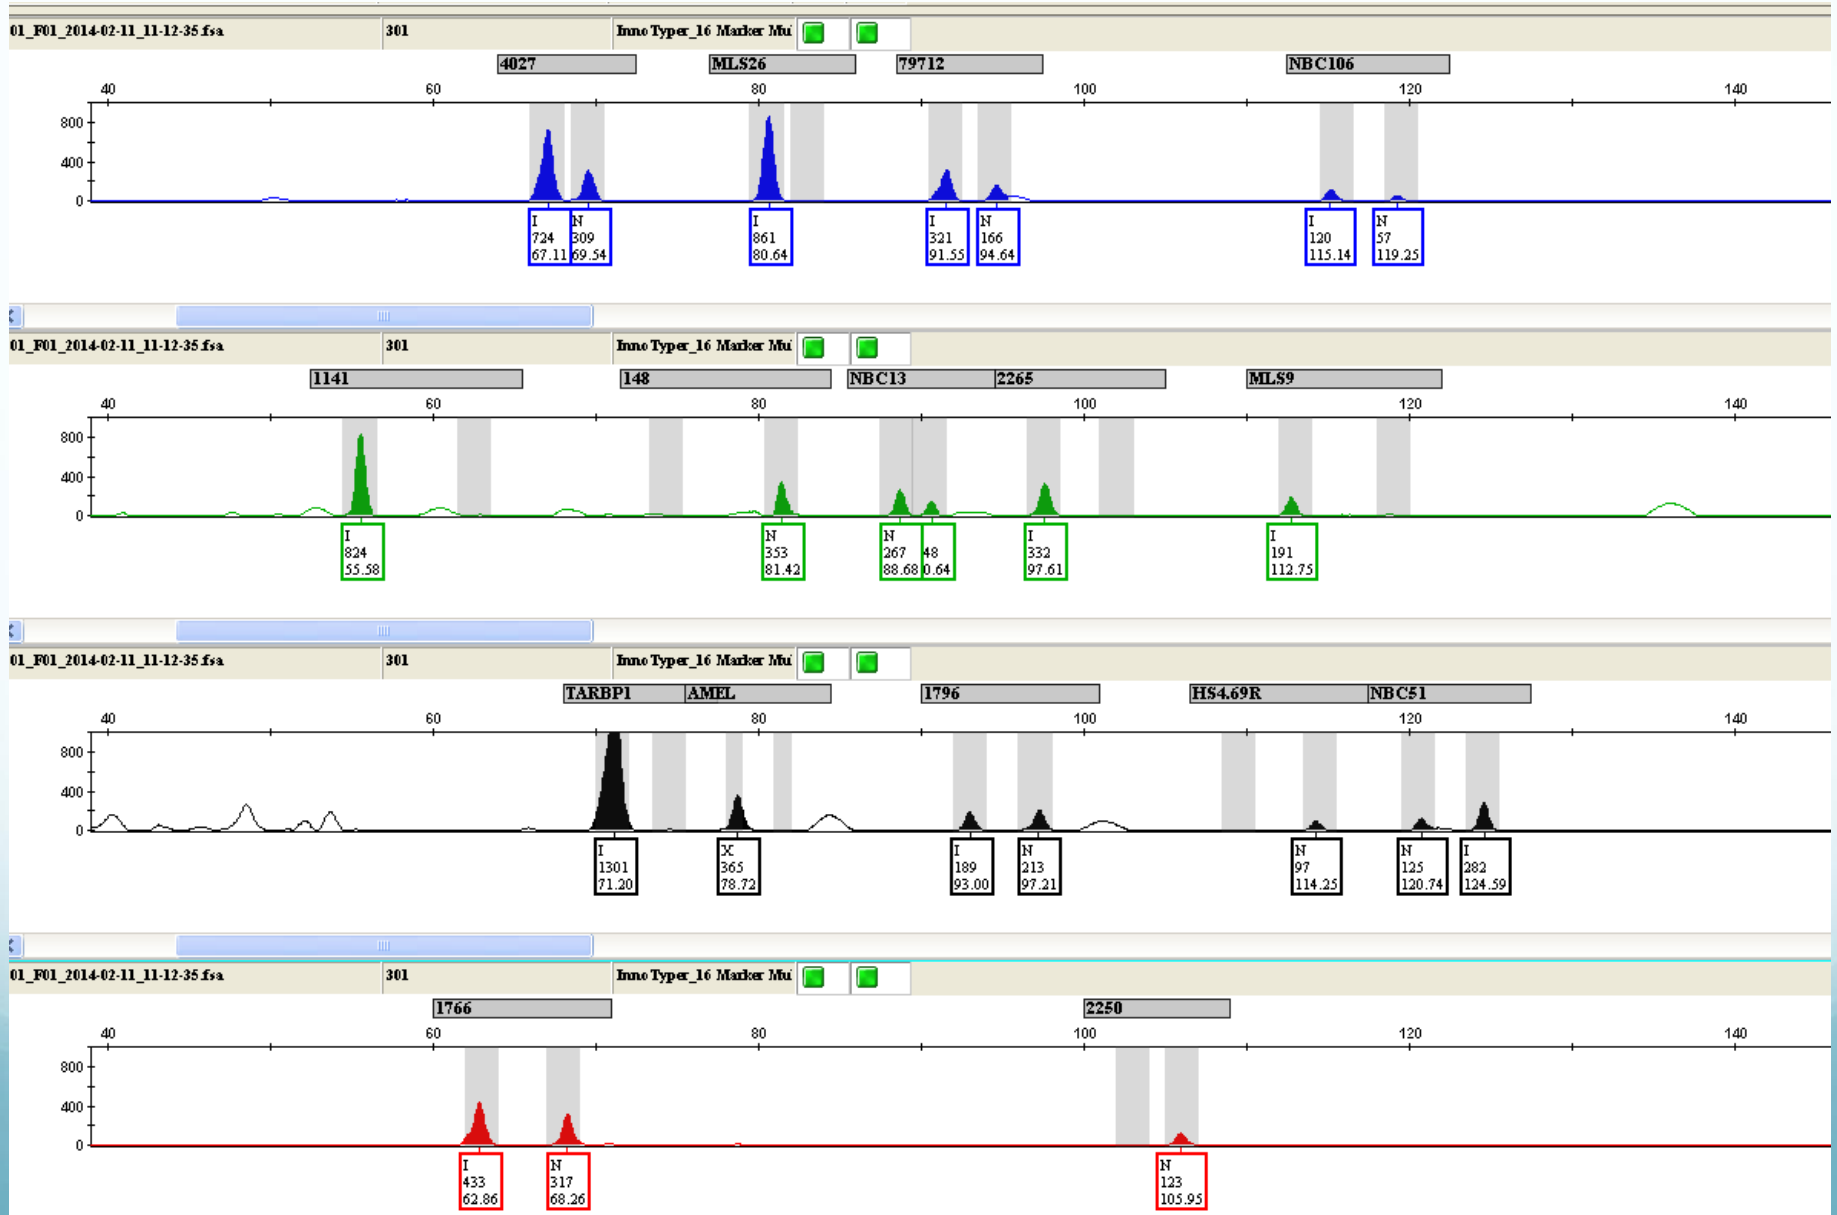 01_F01_2014-02-11_11-12-35.fsa 301 InnoTyper_16 Marker Mul
4027 MLS26 79712 NBC106
40 60 80 100 120 140
800
400
0
I N I I N I N
724 309 861 321 166 120 57
67.11 69.54 80.64 91.55 94.64 115.14 119.25
01_F01_2014-02-11_11-12-35.fsa 301 InnoTyper_16 Marker Mul
1141 148 NBC13 2265 MLS9
40 60 80 100 120 140
800
400
0
I N N I I
824 353 267 48 332 191
55.58 81.42 88.68 0.64 97.61 112.75
01_F01_2014-02-11_11-12-35.fsa 301 InnoTyper_16 Marker Mul
TARBP1 AMEL 1796 HS4.69R NBC51
40 60 80 100 120 140
800
400
0
I X I N N N I
1301 365 189 213 97 125 282
71.20 78.72 93.00 97.21 114.25 120.74 124.59
01_F01_2014-02-11_11-12-35.fsa 301 InnoTyper_16 Marker Mul
1766 2250
40 60 80 100 120 140
800
400
0
I N N
433 317 123
62.86 68.26 105.95